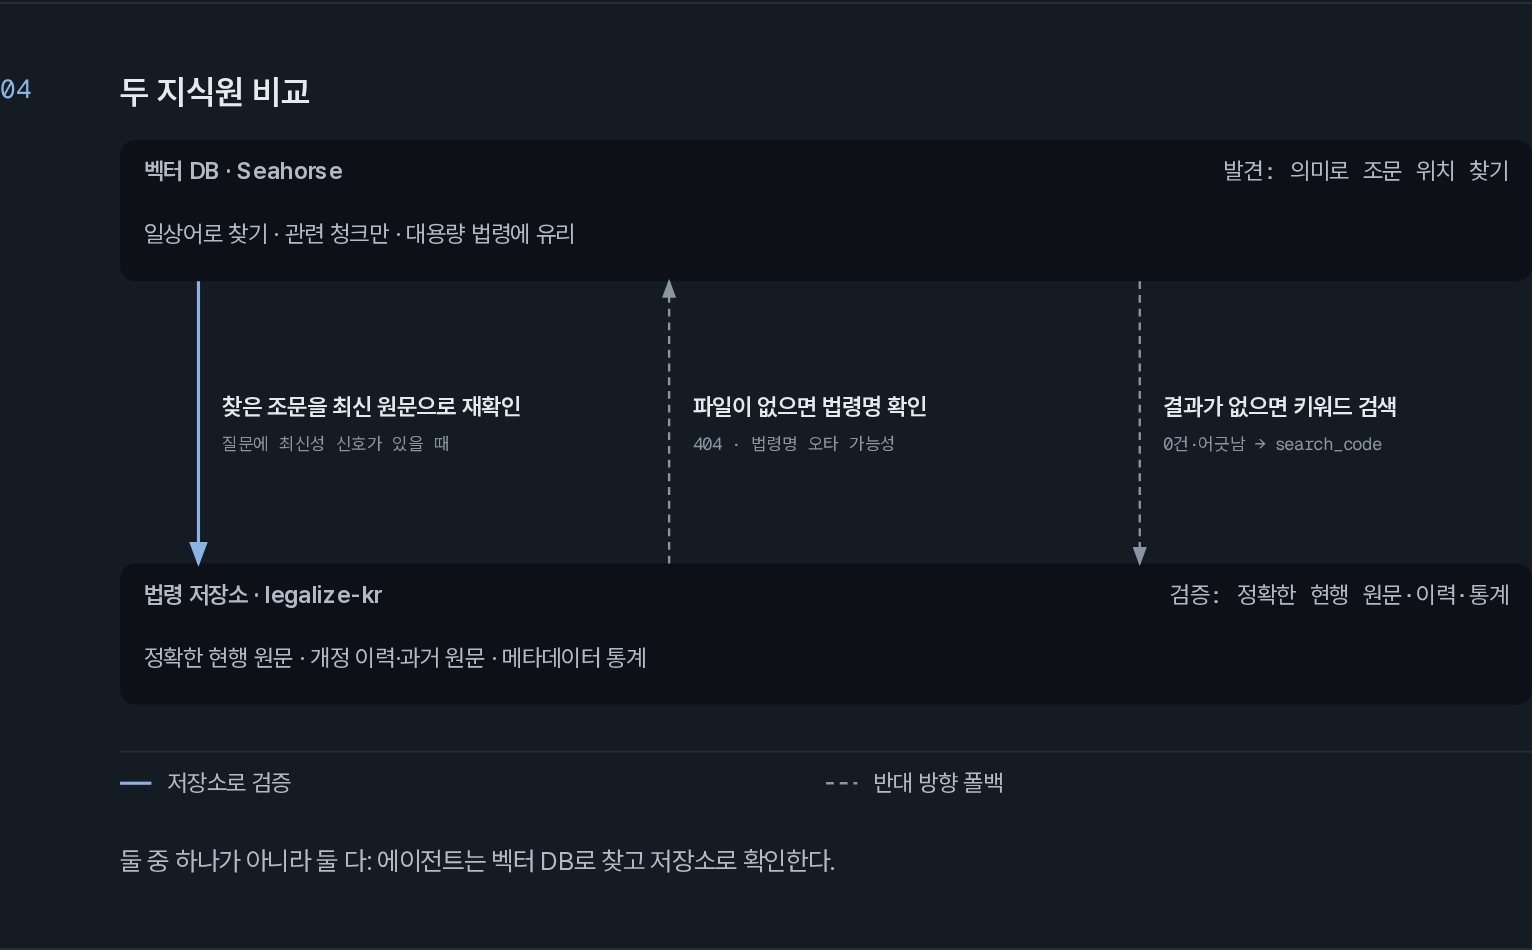 04
두 지식원 비교
벡터 DB · Seahorse
발견: 의미로 조문 위치 찾기
일상어로 찾기 · 관련 청크만 · 대용량 법령에 유리
찾은 조문을 최신 원문으로 재확인
질문에 최신성 신호가 있을 때
파일이 없으면 법령명 확인
404 · 법령명 오타 가능성
결과가 없으면 키워드 검색
0건·어긋남 → search_code
법령 저장소 · legalize-kr
검증: 정확한 현행 원문·이력·통계
정확한 현행 원문 · 개정 이력·과거 원문 · 메타데이터 통계
저장소로 검증
반대 방향 폴백
둘 중 하나가 아니라 둘 다: 에이전트는 벡터 DB로 찾고 저장소로 확인한다.